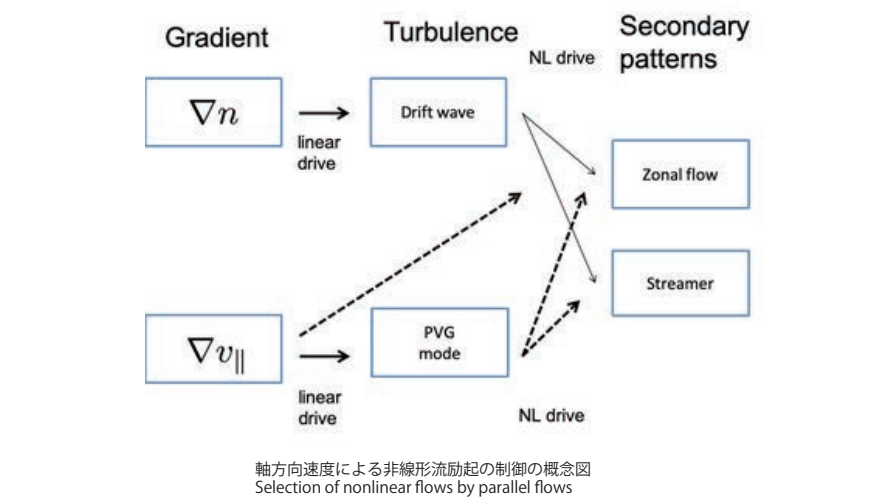 Gradient
Turbulence
Secondary
patterns
NL drive
∇n
linear
drive
Drift wave
Zonal flow
Streamer
∇v∥
linear
drive
PVG
mode
NL drive
軸方向速度による非線形流励起の制御の概念図
Selection of nonlinear flows by parallel flows